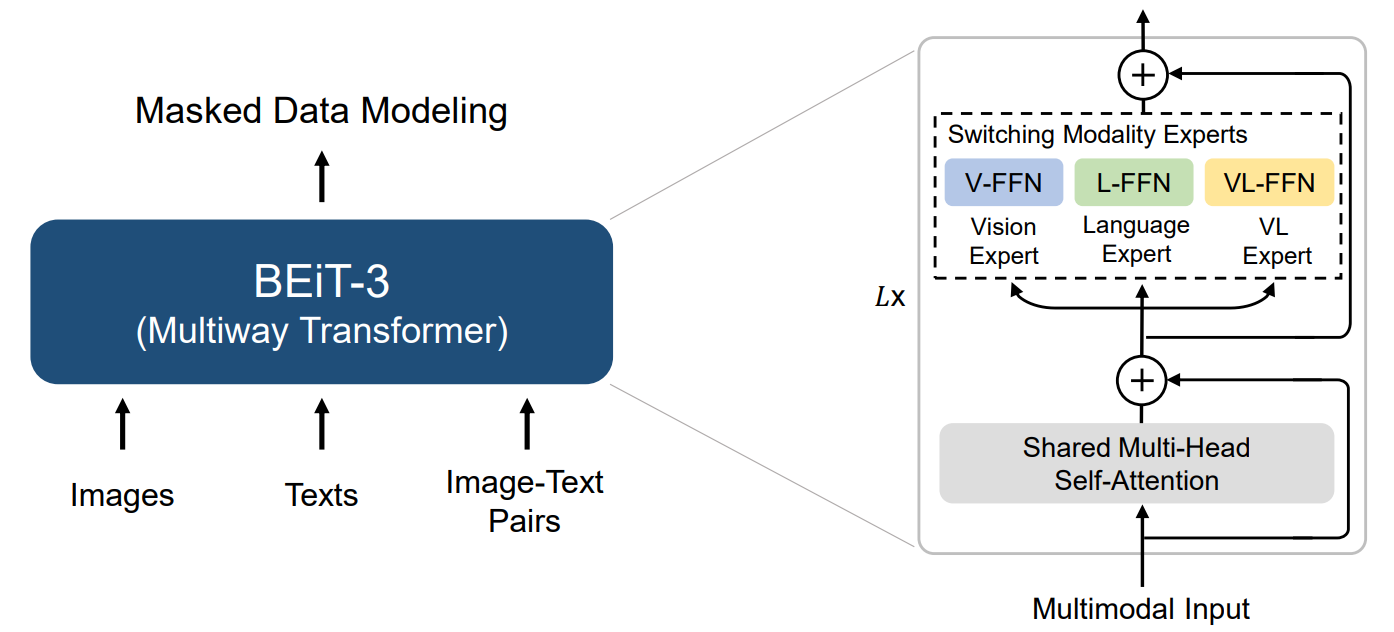 Masked Data Modeling
BEiT-3
(Multiway Transformer)
Images
Texts
Image-Text
Pairs
Lx
Switching Modality Experts
V-FFN
L-FFN
VL-FFN
Vision
Expert
Language
Expert
VL
Expert
Shared Multi-Head
Self-Attention
Multimodal Input